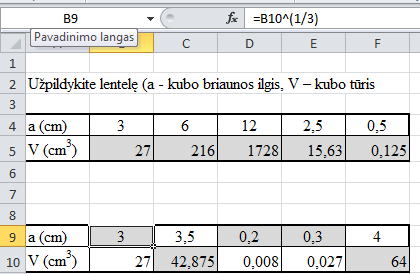 B9 fx =B10^(1/3)
Pavadinimo langas
C D E F
1
2 Užpildykite lentelę (a - kubo briaunos ilgis, V – kubo tūris
3
4 a (cm) 3 6 12 2,5 0,5
5 V (cm³) 27 216 1728 15,63 0,125
6
7
8
9 a (cm) 3 3,5 0,2 0,3 4
10 V (cm³) 27 42,875 0,008 0,027 64